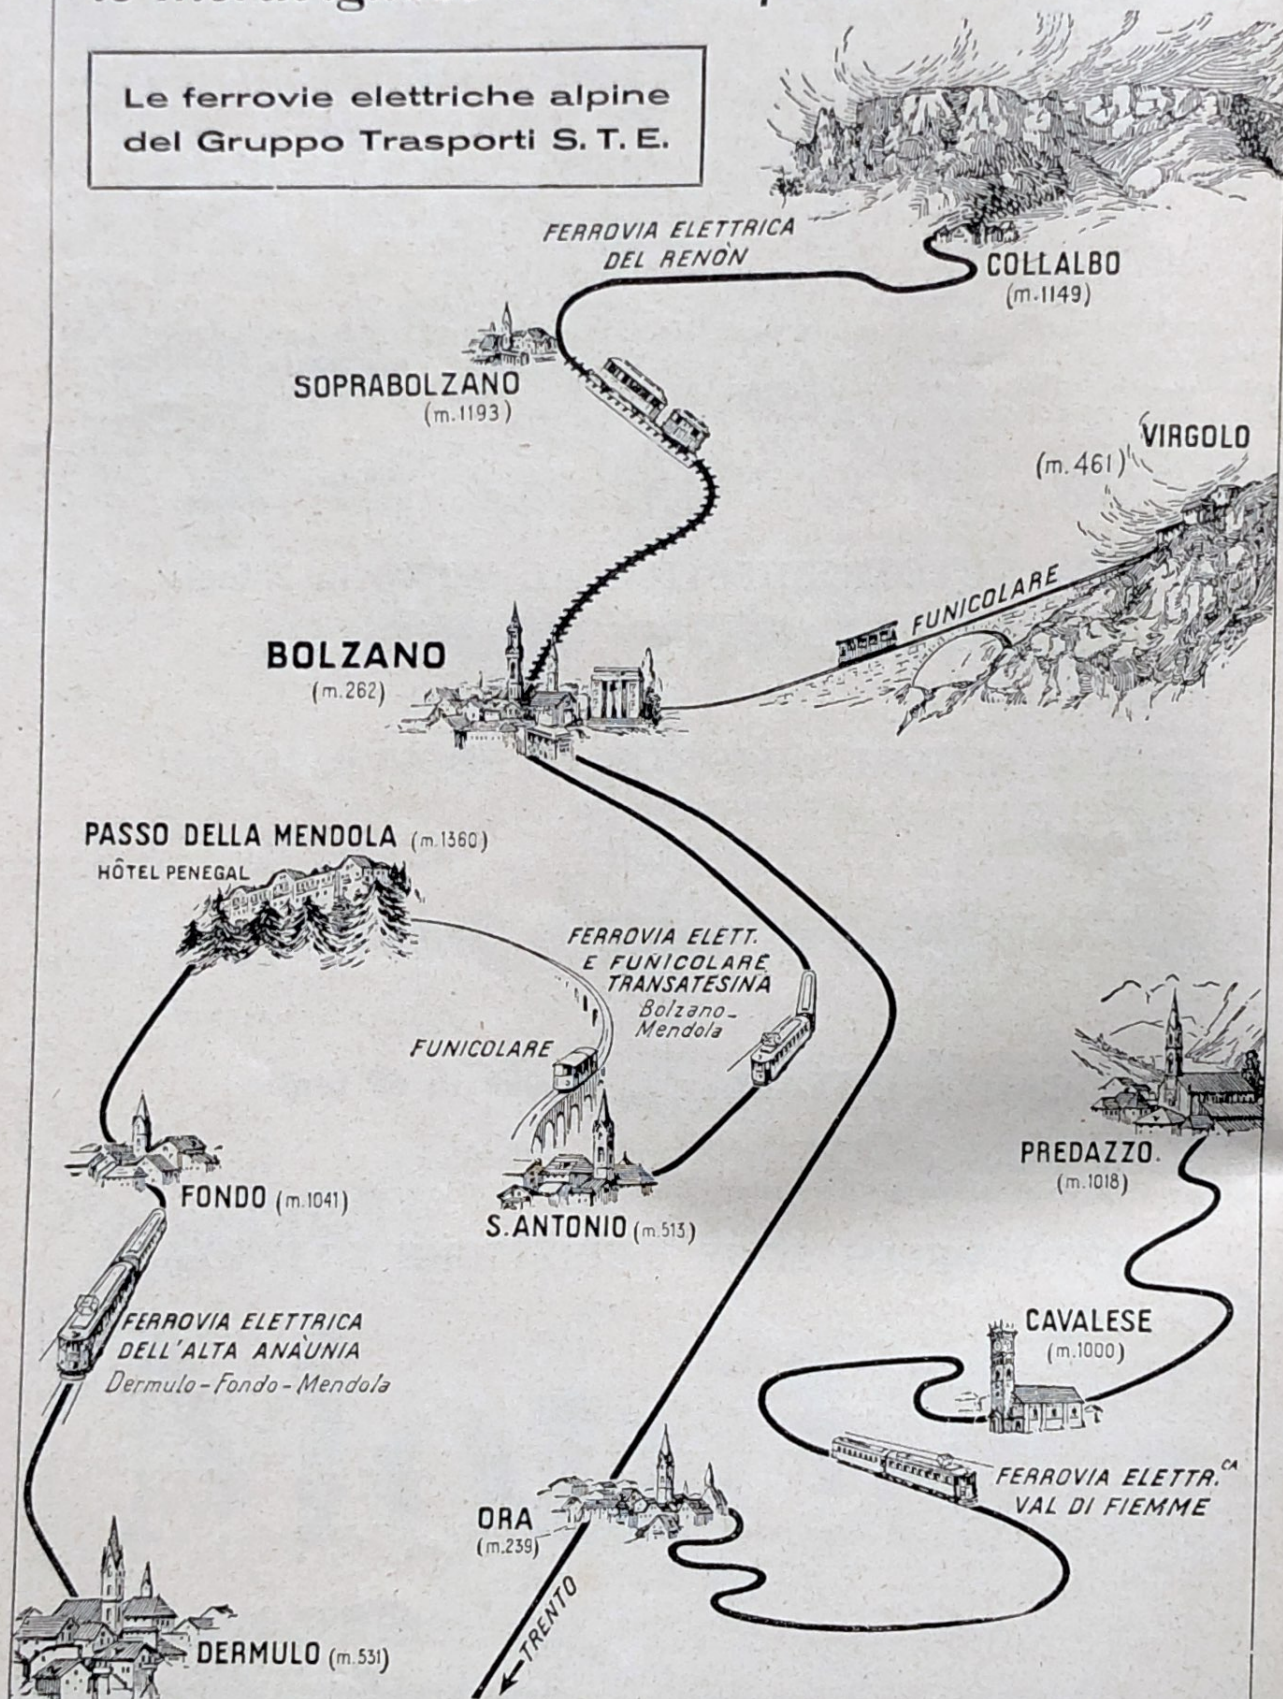 Le ferrovie elettriche alpine
del Gruppo Trasporti S. T. E.
FERROVIA ELETTRICA
DEL RENÒN
COLLALBO
(m.1149)
SOPRABOLZANO
(m.1193)
VIRGOLO
(m.461)
FUNICOLARE
BOLZANO
(m.262)
PASSO DELLA MENDOLA (m.1360)
HÔTEL PENEGAL
FERROVIA ELETT.
E FUNICOLARE
TRANSATESINA
Bolzano-
Mendola
FUNICOLARE
PREDAZZO.
(m.1018)
FONDO (m.1041)
S.ANTONIO (m.513)
FERROVIA ELETTRICA
DELL'ALTA ANÀUNIA
Dermulo-Fondo-Mendola
CAVALESE
(m.1000)
FERROVIA ELETTR.CA
VAL DI FIEMME
ORA
(m.239)
TRENTO
DERMULO (m.531)